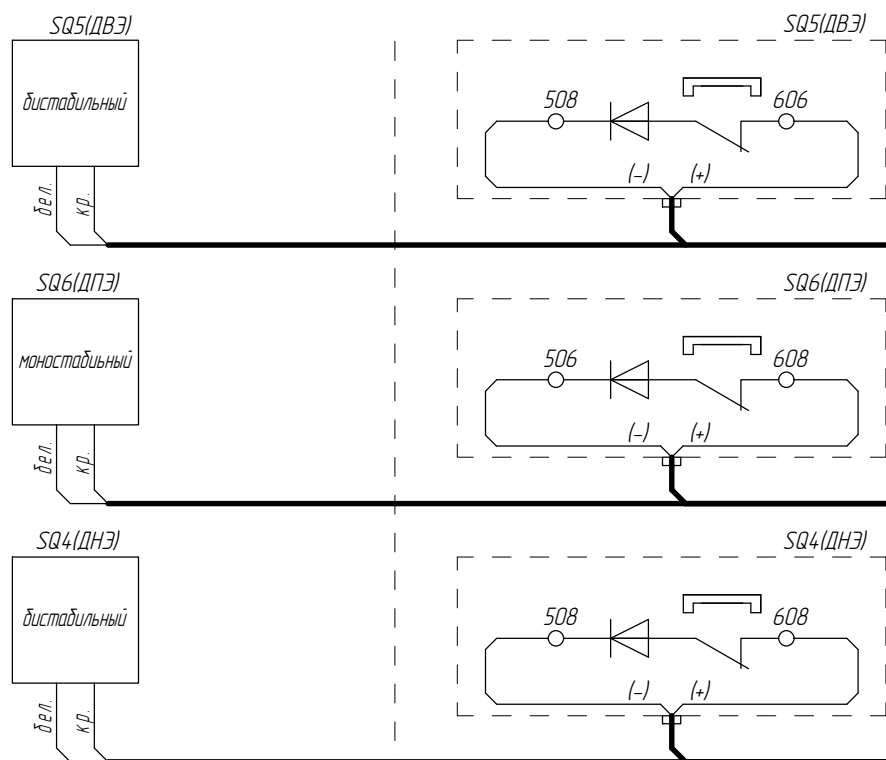 SQ5(ДВЭ)
бистабильный
бел.
кр.
SQ5(ДВЭ)
508
606
(-)
(+)
SQ6(ДПЭ)
моностабиьный
бел.
кр.
SQ6(ДПЭ)
506
608
(-)
(+)
SQ4(ДНЭ)
бистабильный
бел.
кр.
SQ4(ДНЭ)
508
608
(-)
(+)